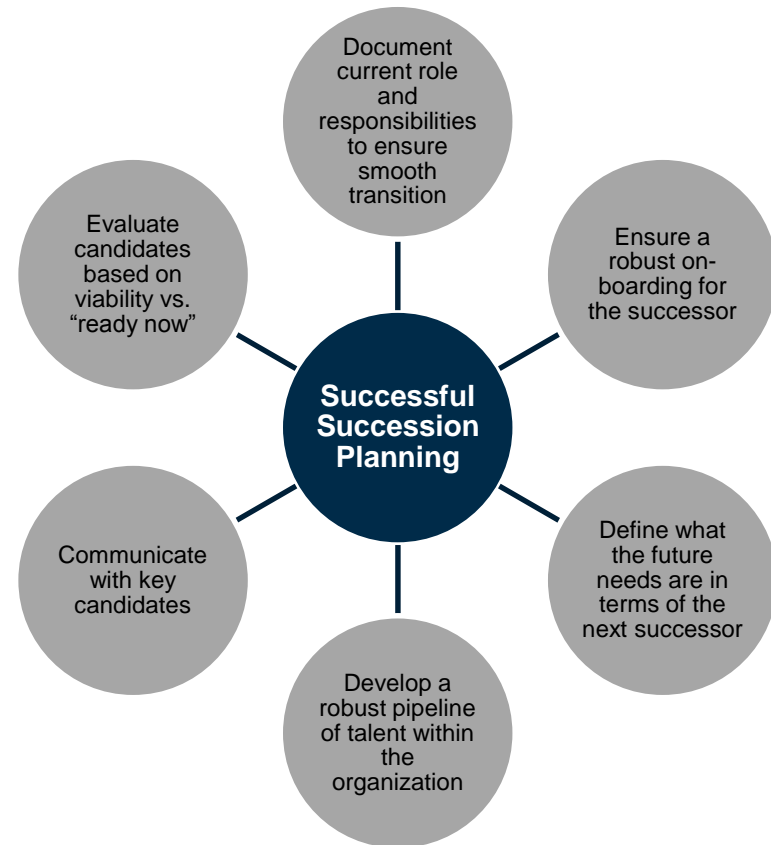 Document
current role
and
responsibilities
to ensure
smooth
transition
Ensure a
robust on-
boarding for
the successor
Define what
the future
needs are in
terms of the
next successor
Develop a
robust pipeline
of talent within
the
organization
Communicate
with key
candidates
Evaluate
candidates
based on
viability vs.
“ready now”
Successful
Succession
Planning